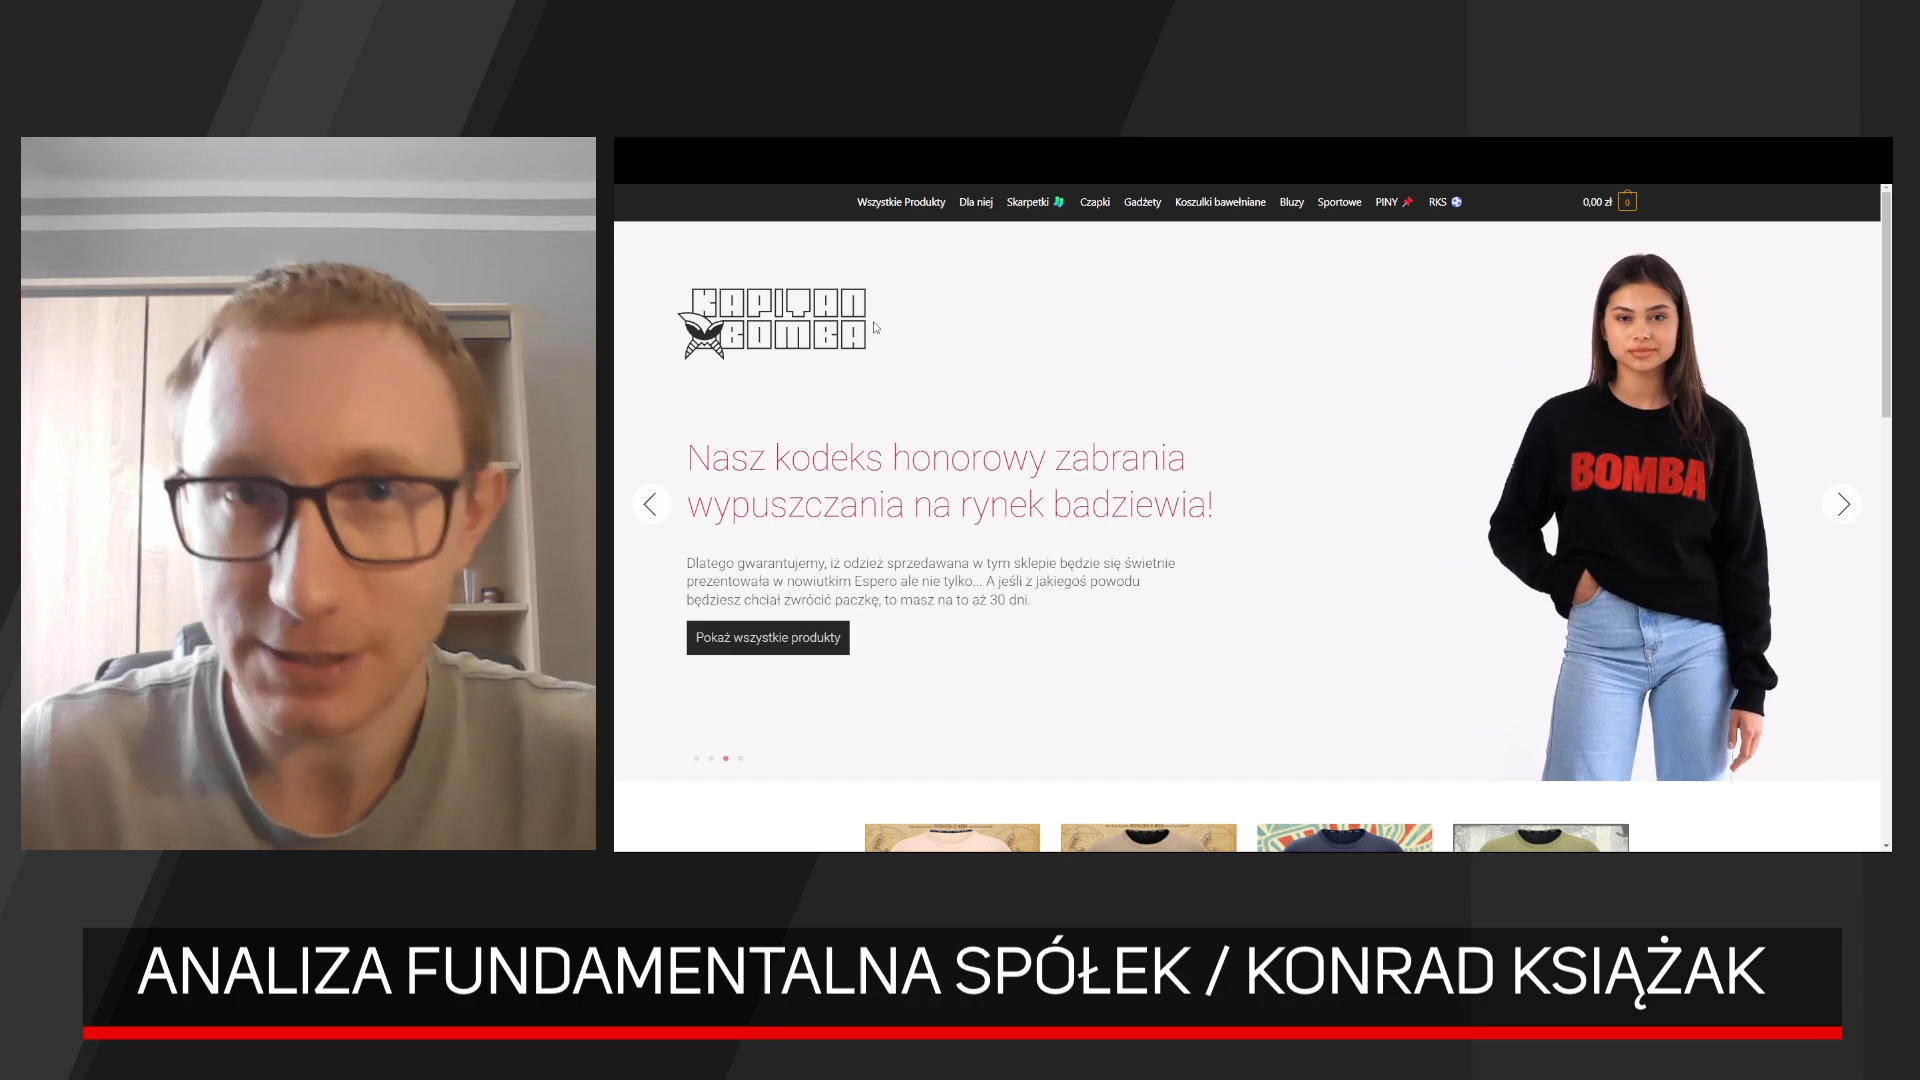 Wszystkie Produkty Dla niej Skarpetki Czapki Gadżety Koszulki bawełniane Bluzy Sportowe PINY RKS 0,00 zł 0
KAPITAN
BOMBA
BOMBA
Nasz kodeks honorowy zabrania
wypuszczania na rynek badziewia!
Dlatego gwarantujemy, iż odzież sprzedawana w tym sklepie będzie się świetnie
prezentowała w nowiutkim Espero ale nie tylko... A jeśli z jakiegoś powodu
będziesz chciał zwrócić paczkę, to masz na to aż 30 dni.
Pokaż wszystkie produkty
ANALIZA FUNDAMENTALNA SPÓŁEK / KONRAD KSIĄŻAK